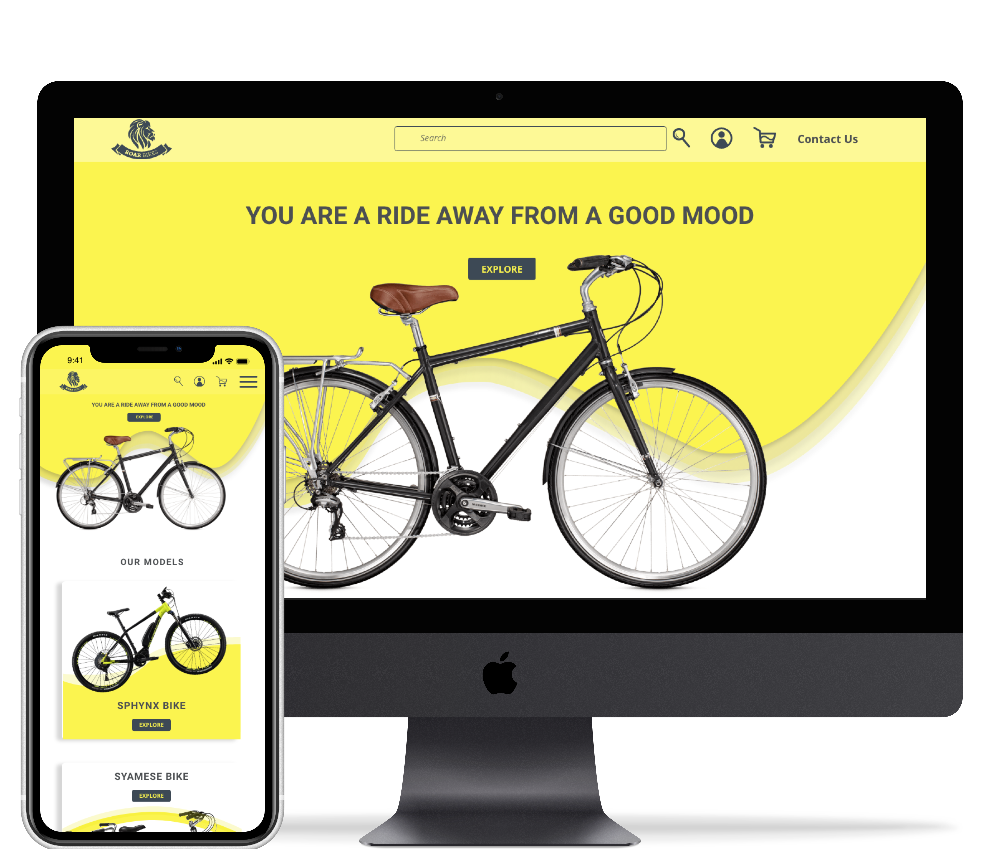 ROAR BIKES
Search
Contact Us
YOU ARE A RIDE AWAY FROM A GOOD MOOD
EXPLORE
9:41
YOU ARE A RIDE AWAY FROM A GOOD MOOD
EXPLORE
OUR MODELS
SPHYNX BIKE
EXPLORE
SYAMESE BIKE
EXPLORE